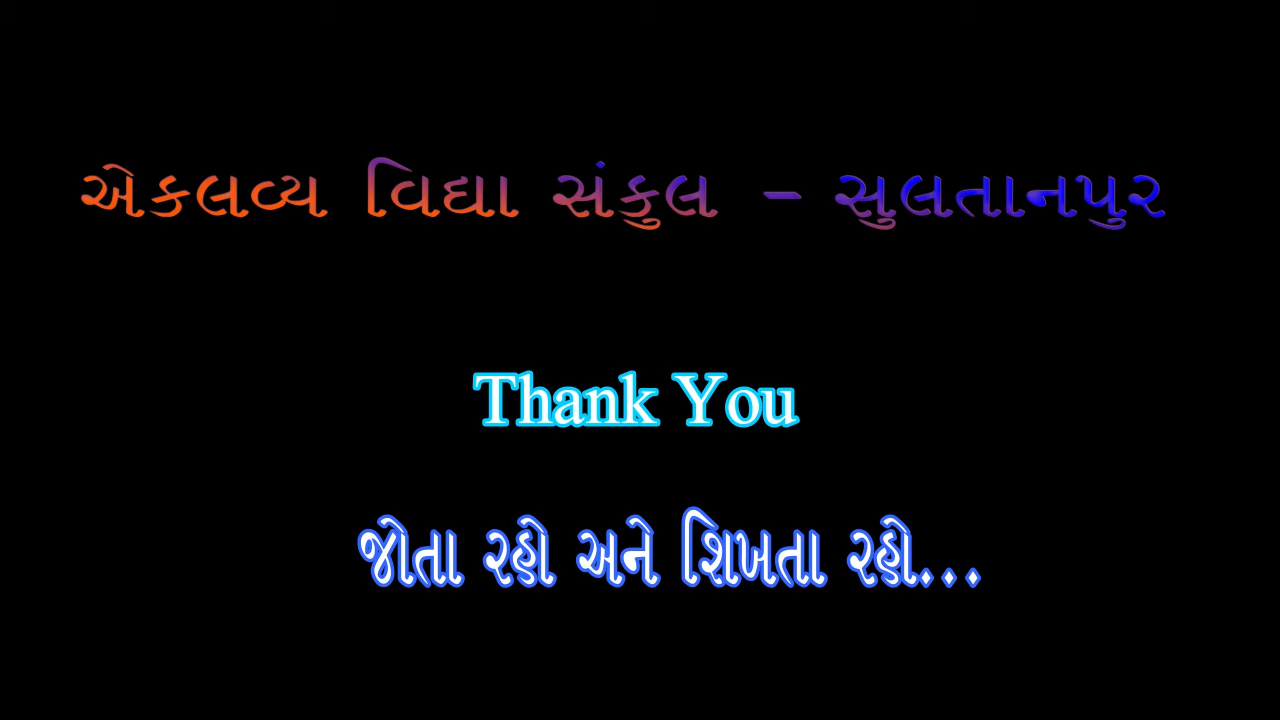 એકલવ્ય વિદ્યા સંકુલ - સુલતાનપુર
Thank You
જોતા રહો અને શિખતા રહો...